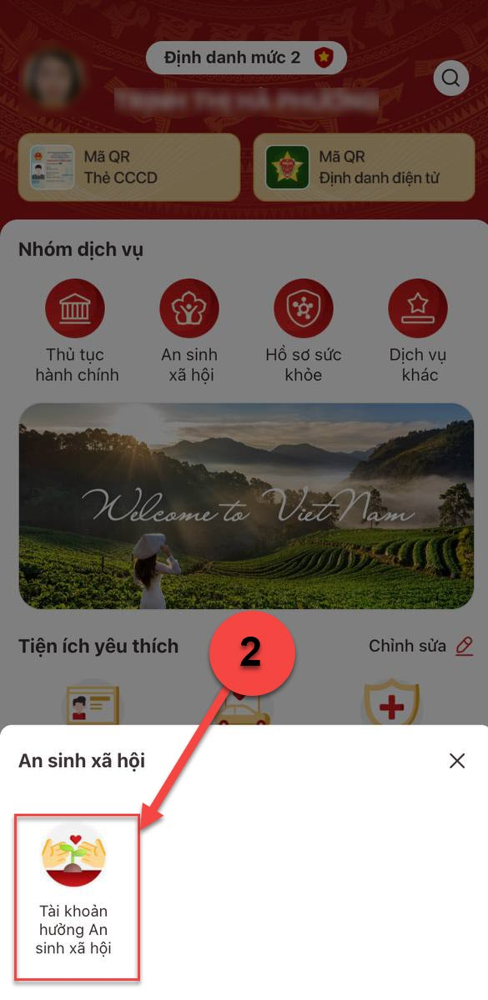 Định danh mức 2
Mã QR
Thẻ CCCD
Mã QR
Định danh điện tử
Nhóm dịch vụ
Thủ tục
hành chính
An sinh
xã hội
Hồ sơ sức
khỏe
Dịch vụ
khác
Welcome to VietNam
Tiện ích yêu thích
Chỉnh sửa
2
An sinh xã hội
Tài khoản
hưởng An
sinh xã hội